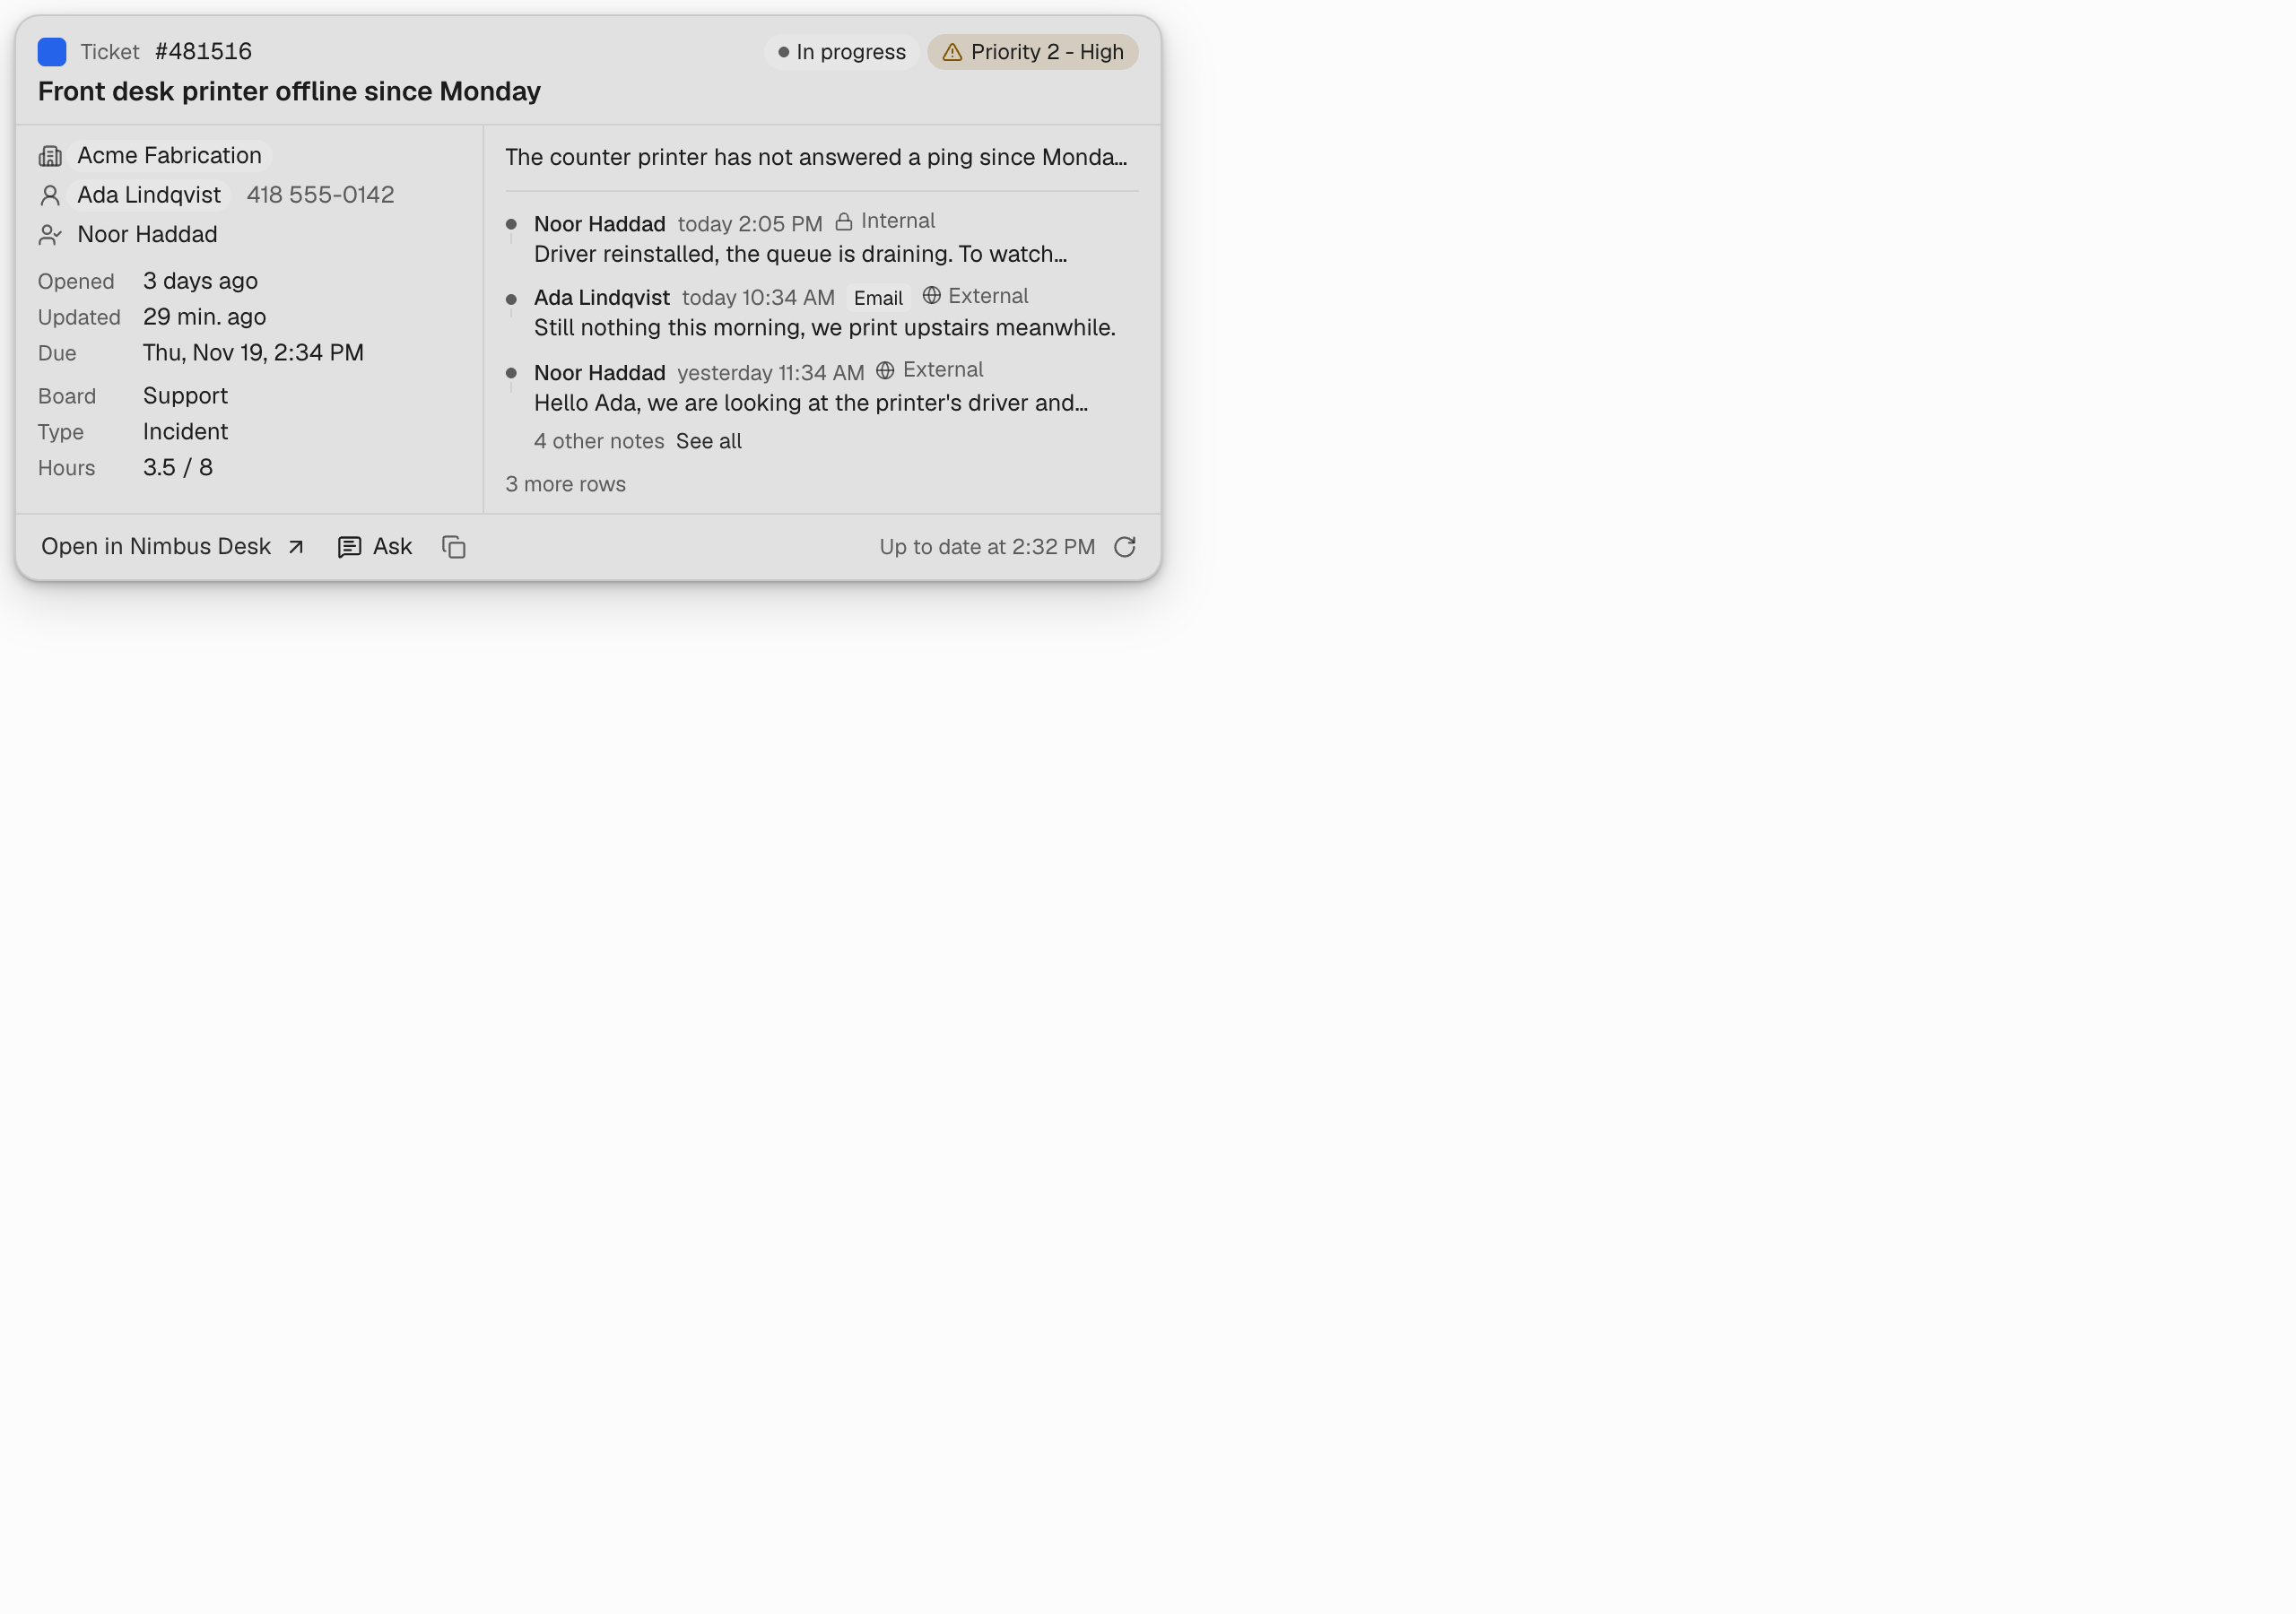 Ticket #481516
In progress
Priority 2 - High
Front desk printer offline since Monday
Acme Fabrication
Ada Lindqvist 418 555-0142
Noor Haddad
Opened 3 days ago
Updated 29 min. ago
Due Thu, Nov 19, 2:34 PM
Board Support
Type Incident
Hours 3.5 / 8
The counter printer has not answered a ping since Monda…
Noor Haddad today 2:05 PM Internal
Driver reinstalled, the queue is draining. To watch…
Ada Lindqvist today 10:34 AM Email External
Still nothing this morning, we print upstairs meanwhile.
Noor Haddad yesterday 11:34 AM External
Hello Ada, we are looking at the printer's driver and…
4 other notes See all
3 more rows
Open in Nimbus Desk Ask
Up to date at 2:32 PM